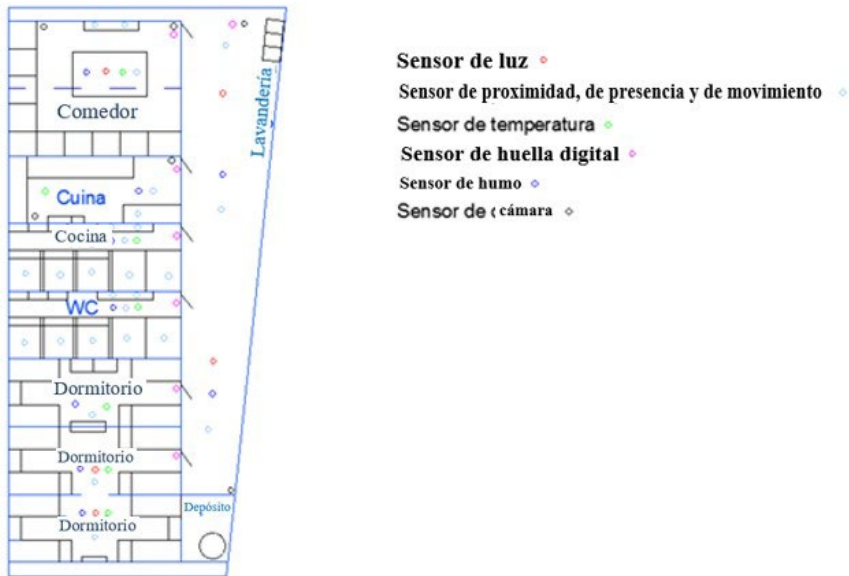 Comedor
Lavandería
Cuina
Cocina
WC
Dormitorio
Dormitorio
Depósito
Dormitorio
Sensor de luz
Sensor de proximidad, de presencia y de movimiento
Sensor de temperatura
Sensor de huella digital
Sensor de humo
Sensor de cámara